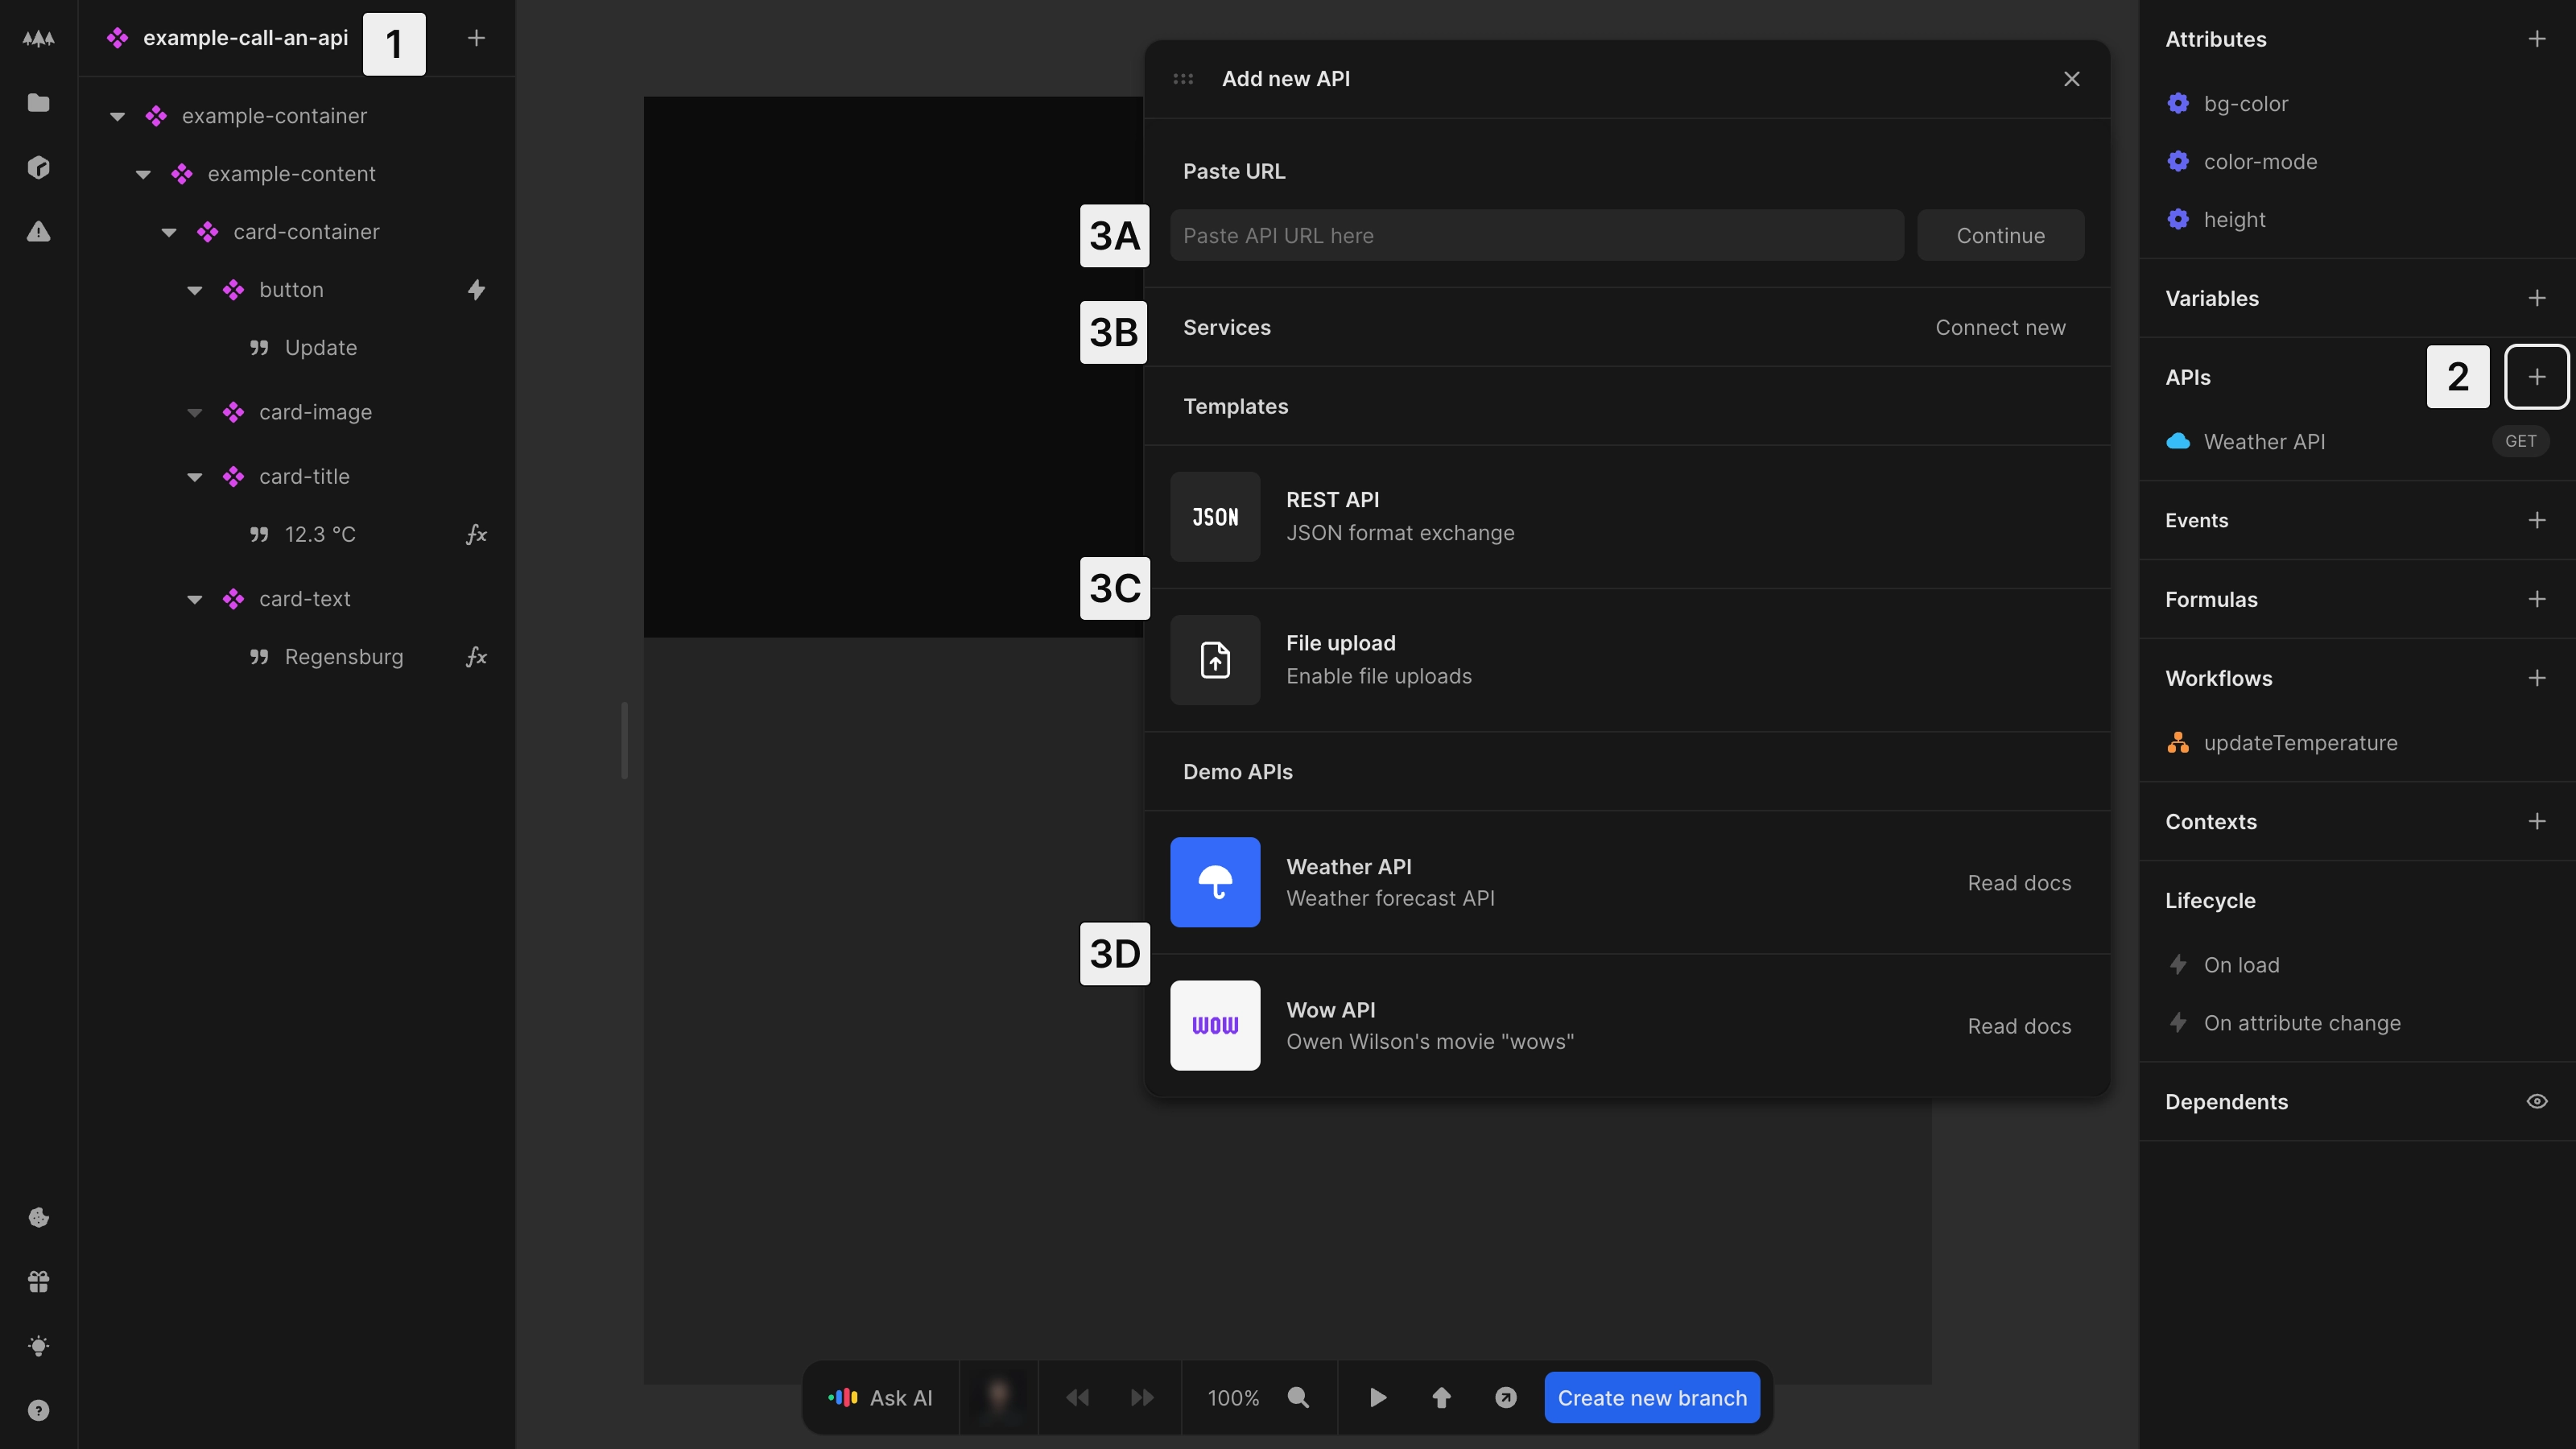 example-call-an-api
1
example-container
example-content
card-container
button
Update
card-image
card-title
12.3 °C
fx
card-text
Regensburg
fx
Add new API
Paste URL
3A
Paste API URL here
Continue
3B
Services
Connect new
Templates
JSON
REST API
JSON format exchange
3C
File upload
Enable file uploads
Demo APIs
Weather API
Weather forecast API
Read docs
3D
WOW
Wow API
Owen Wilson's movie "wows"
Read docs
Ask AI
100%
Create new branch
Attributes
bg-color
color-mode
height
Variables
APIs
2
Weather API
GET
Events
Formulas
Workflows
updateTemperature
Contexts
Lifecycle
On load
On attribute change
Dependents